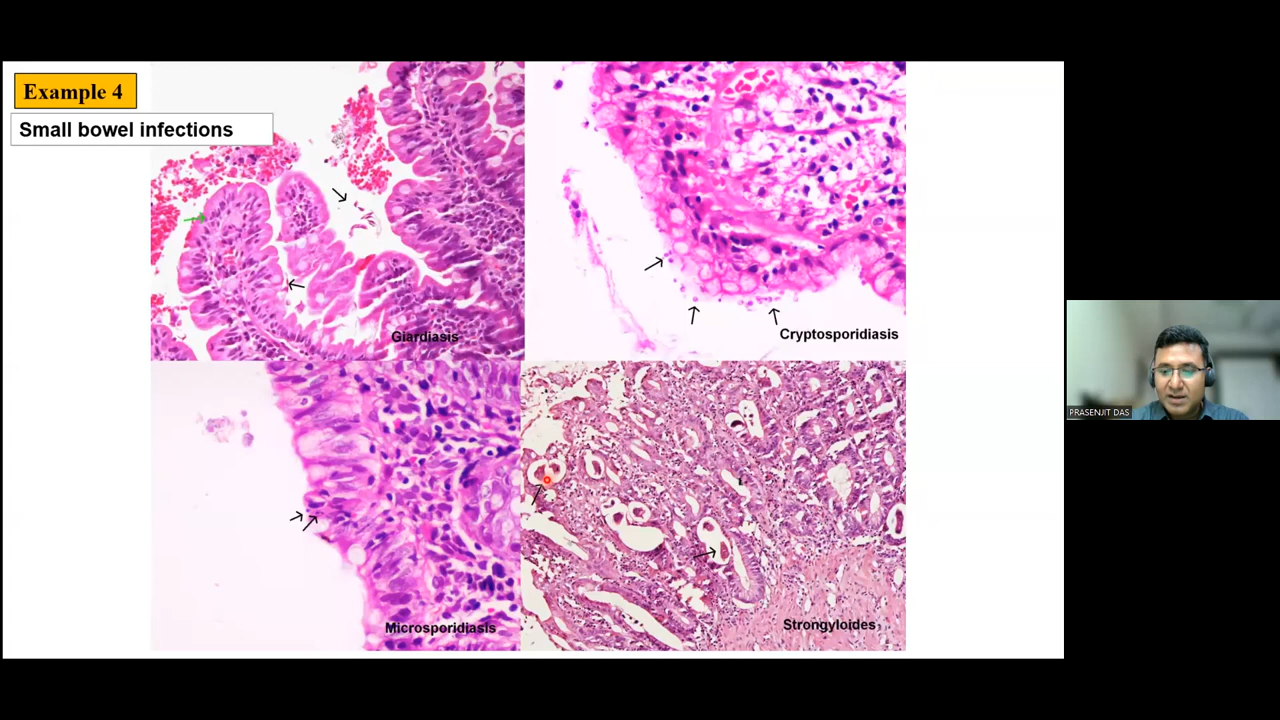 Example 4
Small bowel infections
Giardiasis
Cryptosporidiasis
PRASENJIT DAS
Microsporidiasis
Strongyloides